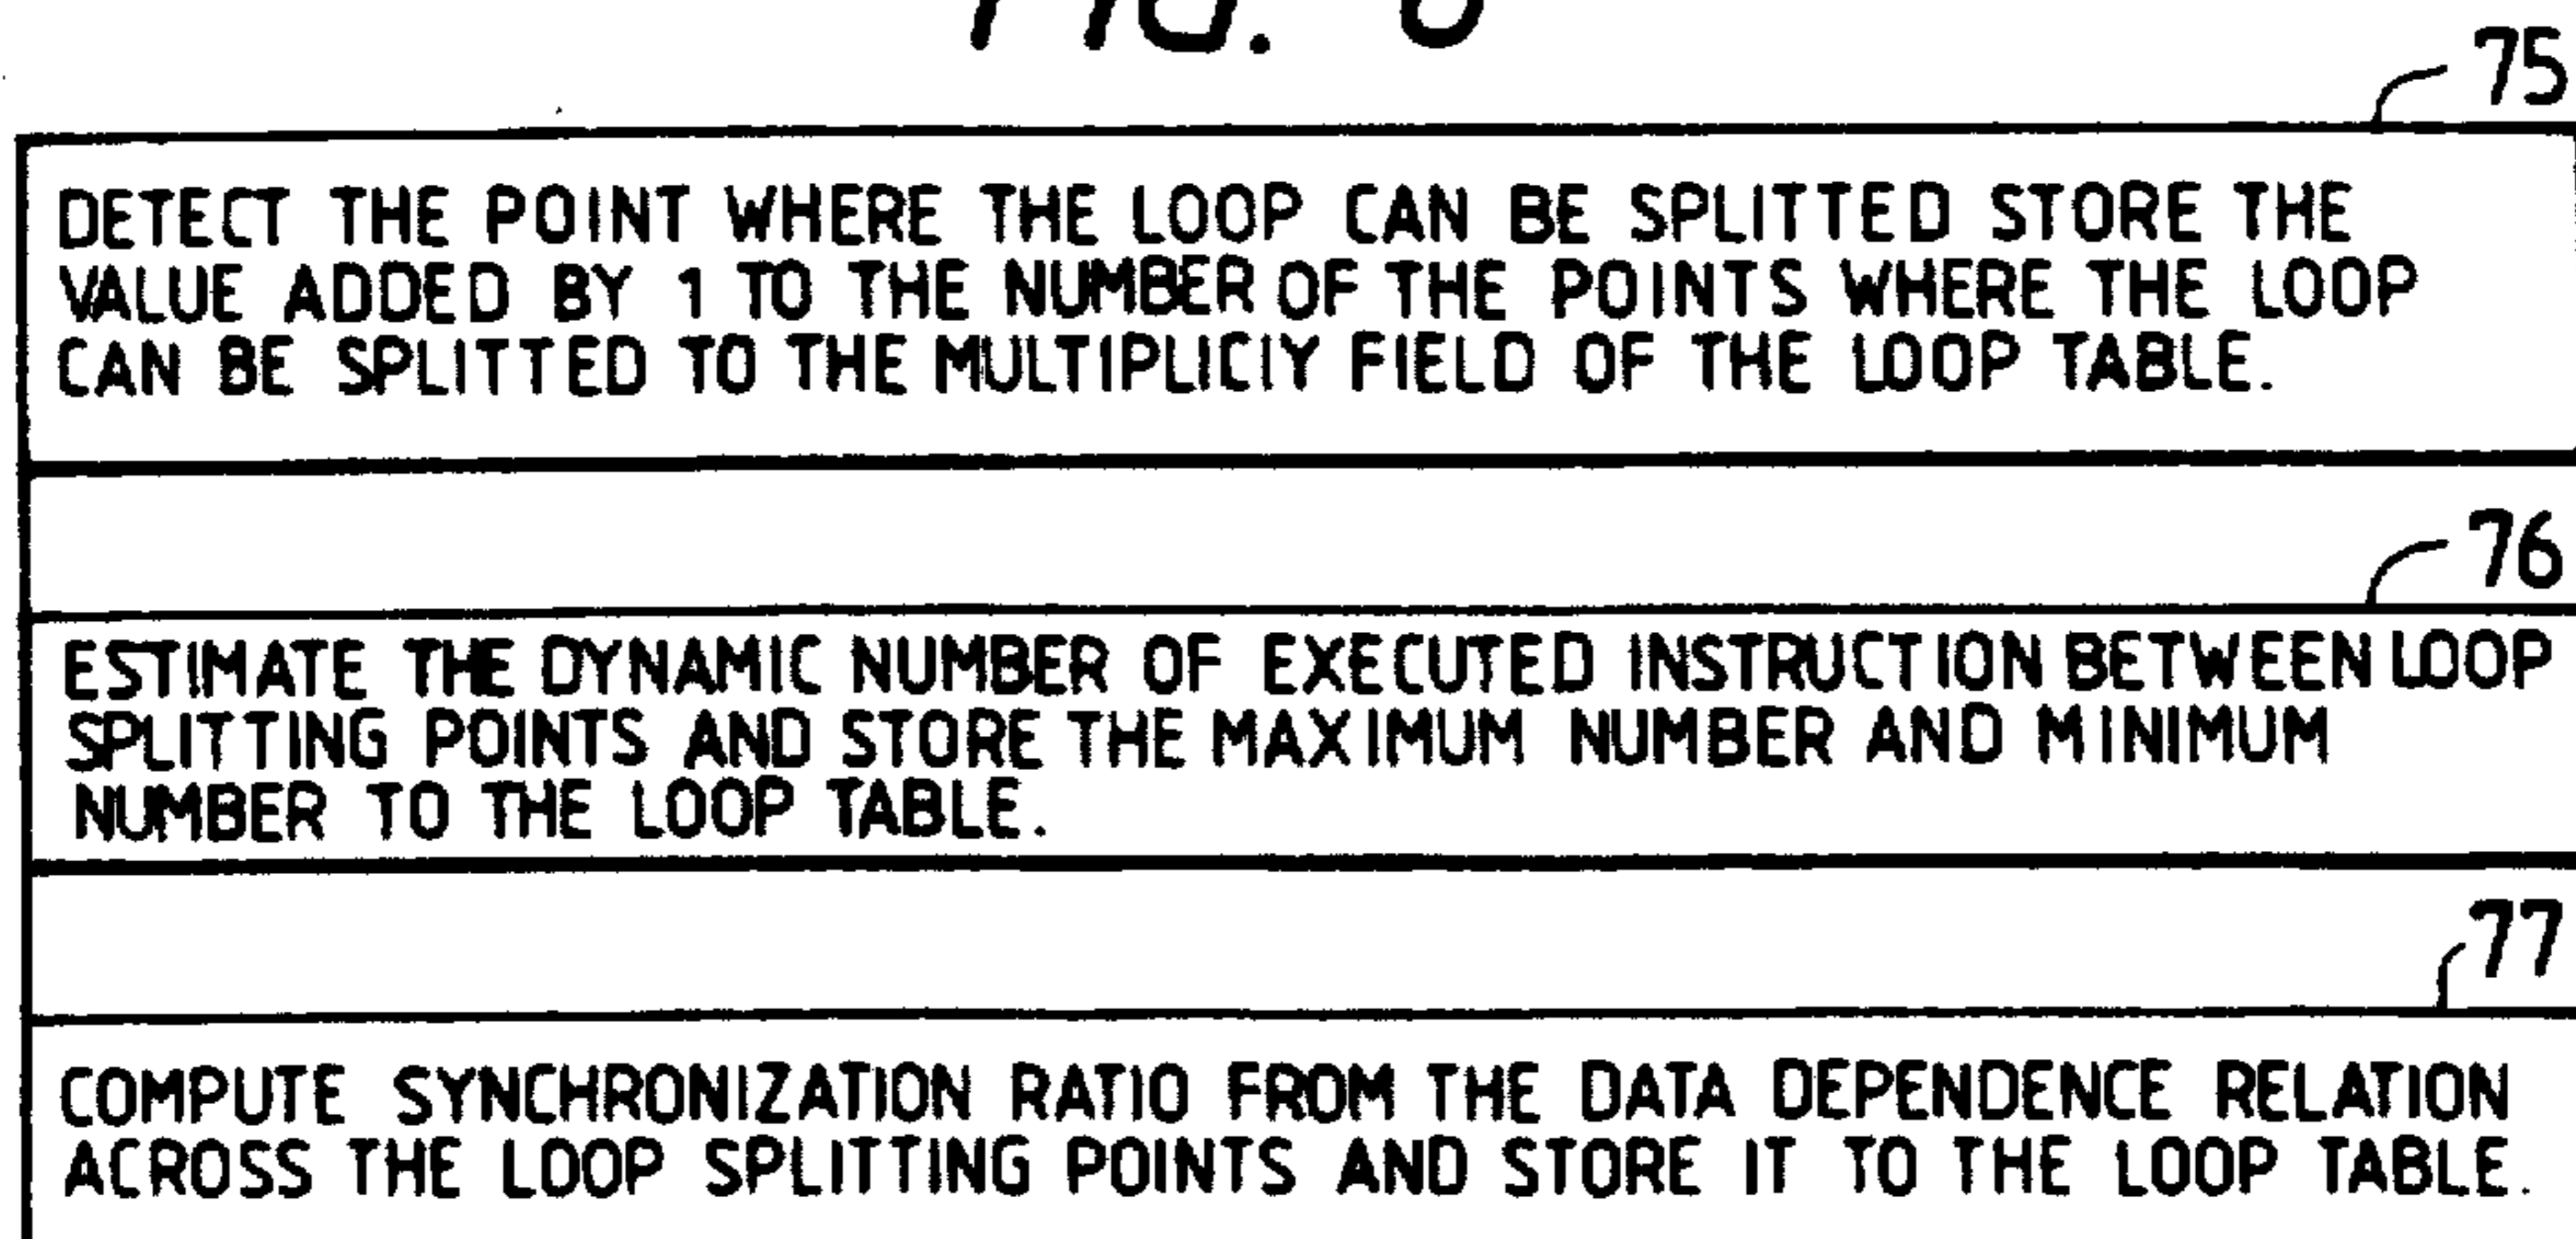 FIG.
75
DETECT THE POINT WHERE THE LOOP CAN BE SPLITTED STORE THE
VALUE ADDED BY 1 TO THE NUMBER OF THE POINTS WHERE THE LOOP
CAN BE SPLITTED TO THE MULTIPLICIY FIELD OF THE LOOP TABLE.
76
ESTIMATE THE DYNAMIC NUMBER OF EXECUTED INSTRUCTION BETWEEN LOOP
SPLITTING POINTS AND STORE THE MAXIMUM NUMBER AND MINIMUM
NUMBER TO THE LOOP TABLE.
77
COMPUTE SYNCHRONIZATION RATIO FROM THE DATA DEPENDENCE RELATION
ACROSS THE LOOP SPLITTING POINTS AND STORE IT TO THE LOOP TABLE.